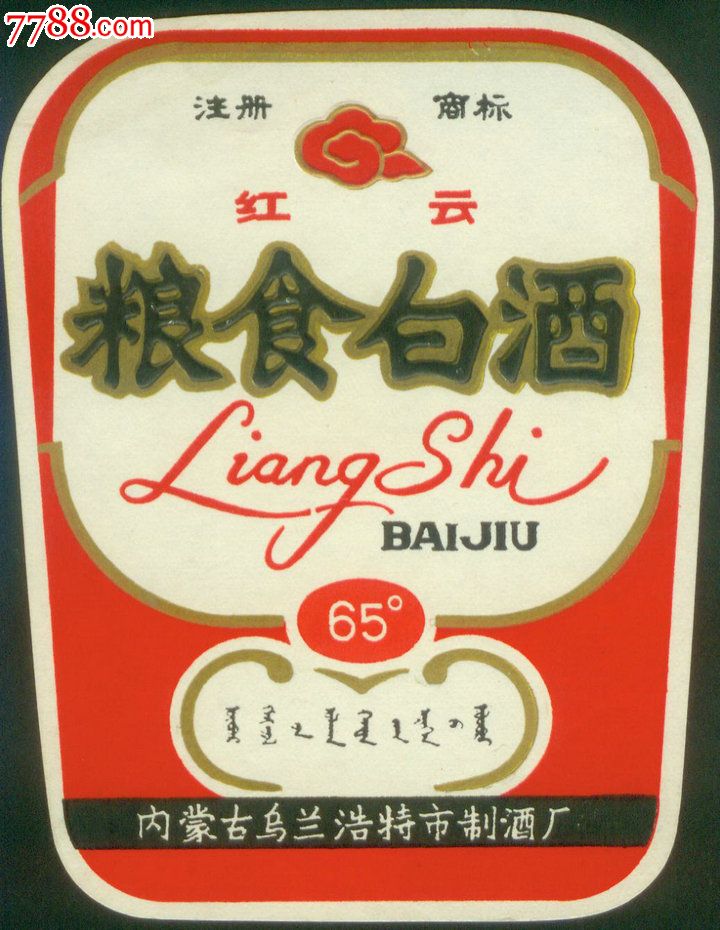 7788.com
注册 商标
红 云
粮食白酒
Liang Shi
BAIJIU
65°
内蒙古乌兰浩特市制酒厂